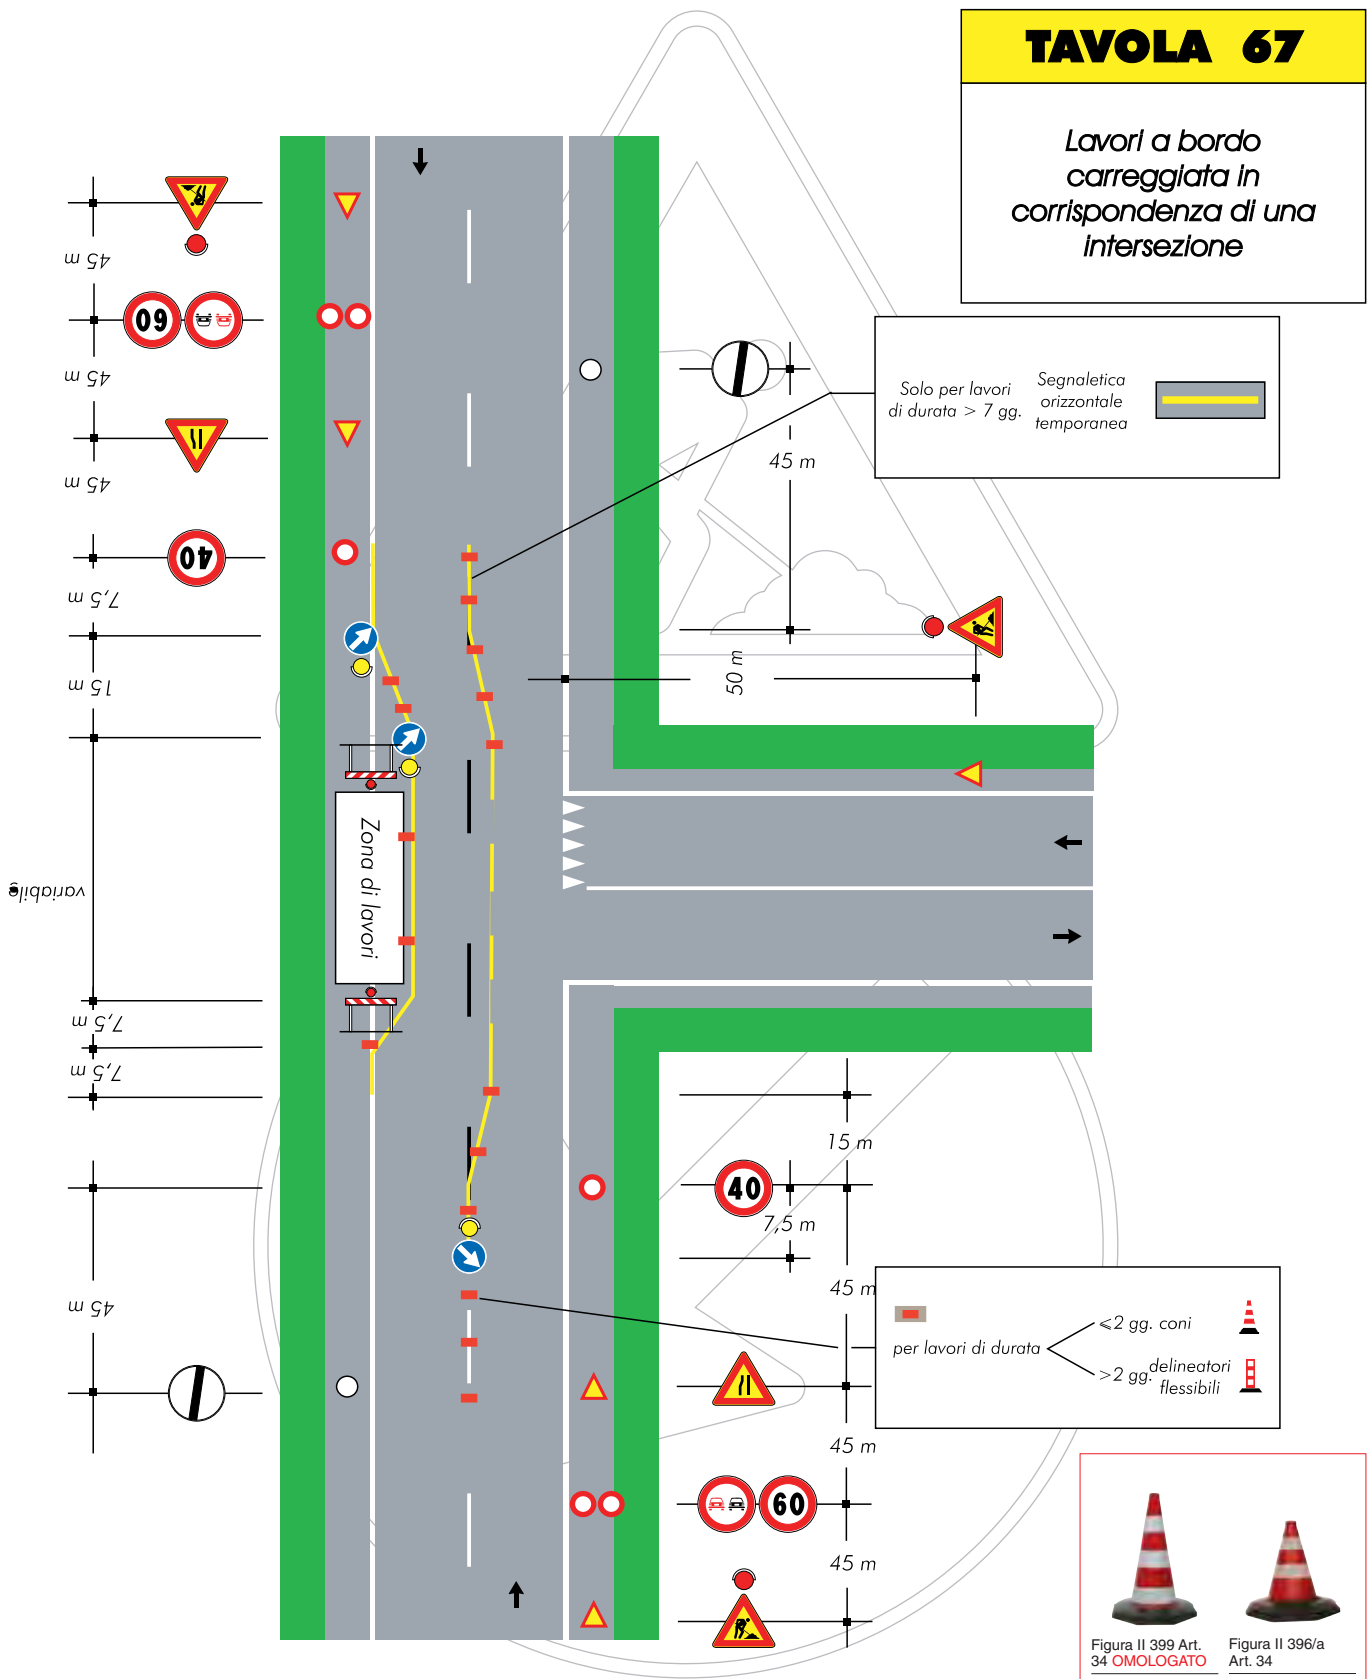 TAVOLA 67
Lavori a bordo
carreggiata in
corrispondenza di una
intersezione
45 m
60
45 m
45 m
40
7,5 m
15 m
variabile
7,5 m
7,5 m
45 m
Zona di lavori
45 m
50 m
Solo per lavori
di durata > 7 gg.
Segnaletica
orizzontale
temporanea
15 m
40
7,5 m
45 m
45 m
60
45 m
per lavori di durata
≤2 gg. coni
>2 gg. delineatori
flessibili
Figura II 399 Art.
34 OMOLOGATO
Figura II 396/a
Art. 34